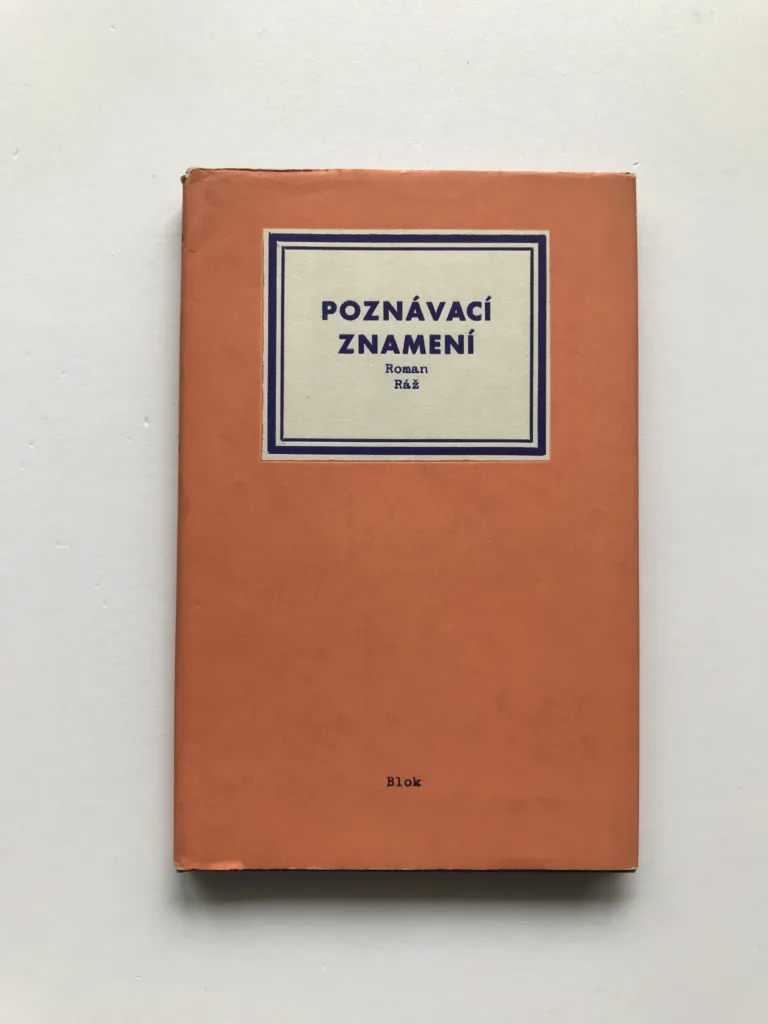 POZNÁVACÍ
ZNAMENÍ
Roman
Ráž
Blok